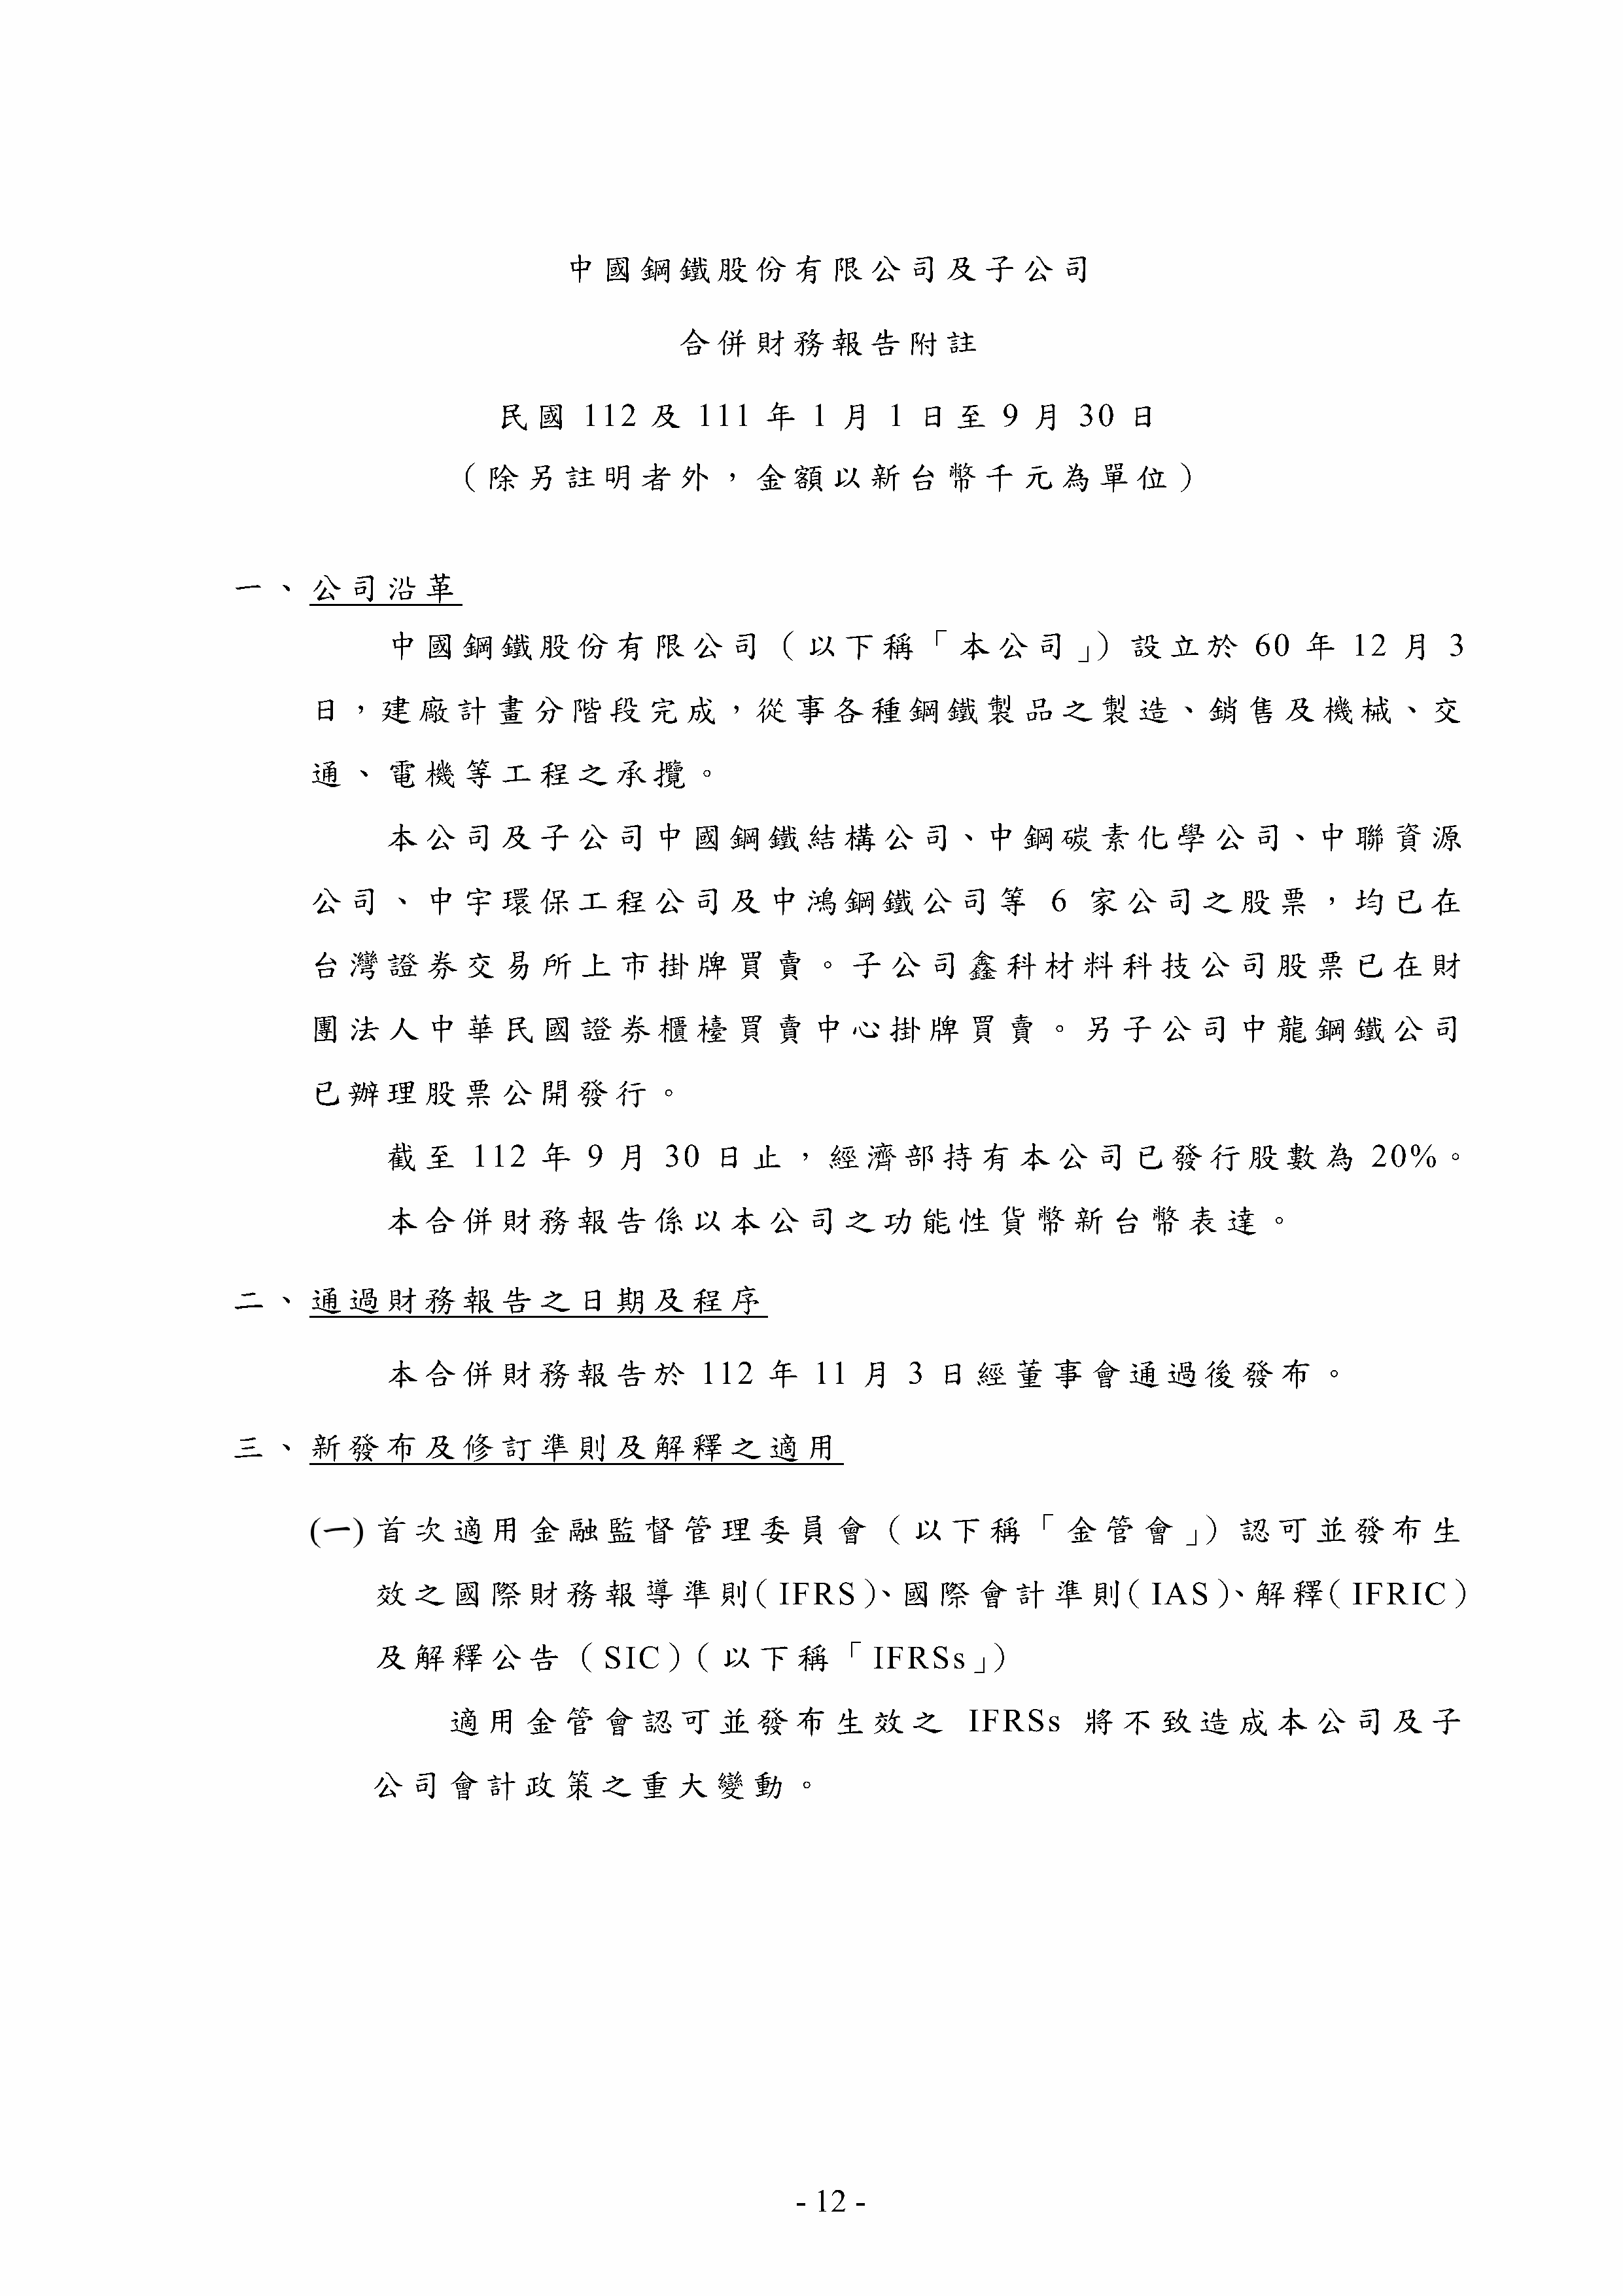 中國鋼鐵股份有限公司及子公司
合併財務報告附註
民國 112 及 111 年 1 月 1 日至 9 月 30 日
（除另註明者外，金額以新台幣千元為單位）
一、公司沿革
中國鋼鐵股份有限公司（以下稱「本公司」）設立於 60 年 12 月 3
日，建廠計畫分階段完成，從事各種鋼鐵製品之製造、銷售及機械、交
通、電機等工程之承攬。
本公司及子公司中國鋼鐵結構公司、中鋼碳素化學公司、中聯資源
公司、中宇環保工程公司及中鴻鋼鐵公司等 6 家公司之股票，均已在
台灣證券交易所上市掛牌買賣。子公司鑫科材料科技公司股票已在財
團法人中華民國證券櫃檯買賣中心掛牌買賣。另子公司中龍鋼鐵公司
已辦理股票公開發行。
截至 112 年 9 月 30 日止，經濟部持有本公司已發行股數為 20%。
本合併財務報告係以本公司之功能性貨幣新台幣表達。
二、通過財務報告之日期及程序
本合併財務報告於 112 年 11 月 3 日經董事會通過後發布。
三、新發布及修訂準則及解釋之適用
(一) 首次適用金融監督管理委員會（以下稱「金管會」）認可並發布生
效之國際財務報導準則（IFRS）、國際會計準則（IAS）、解釋（IFRIC）
及解釋公告（SIC）（以下稱「IFRSs」）
適用金管會認可並發布生效之 IFRSs 將不致造成本公司及子
公司會計政策之重大變動。
- 12 -